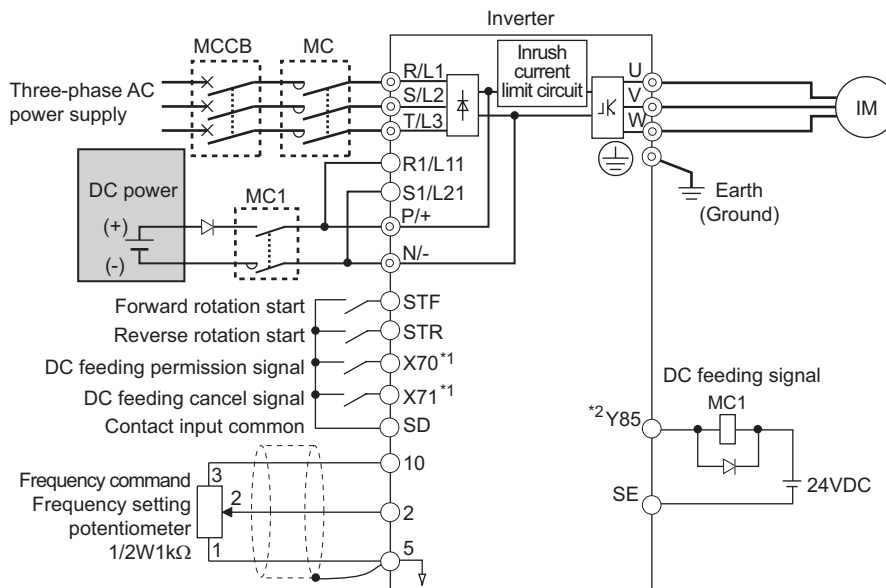 Inverter
MCCB
MC
Three-phase AC
power supply
R/L1
S/L2
T/L3
Inrush
current
limit circuit
U
V
W
IM
R1/L11
S1/L21
DC power
(+)
(-)
MC1
P/+
N/-
Earth
(Ground)
Forward rotation start
STF
Reverse rotation start
STR
DC feeding permission signal
X70*1
DC feeding cancel signal
X71*1
Contact input common
SD
DC feeding signal
MC1
*2Y85
SE
24VDC
Frequency command
Frequency setting
potentiometer
1/2W1kΩ
3
2
1
10
2
5